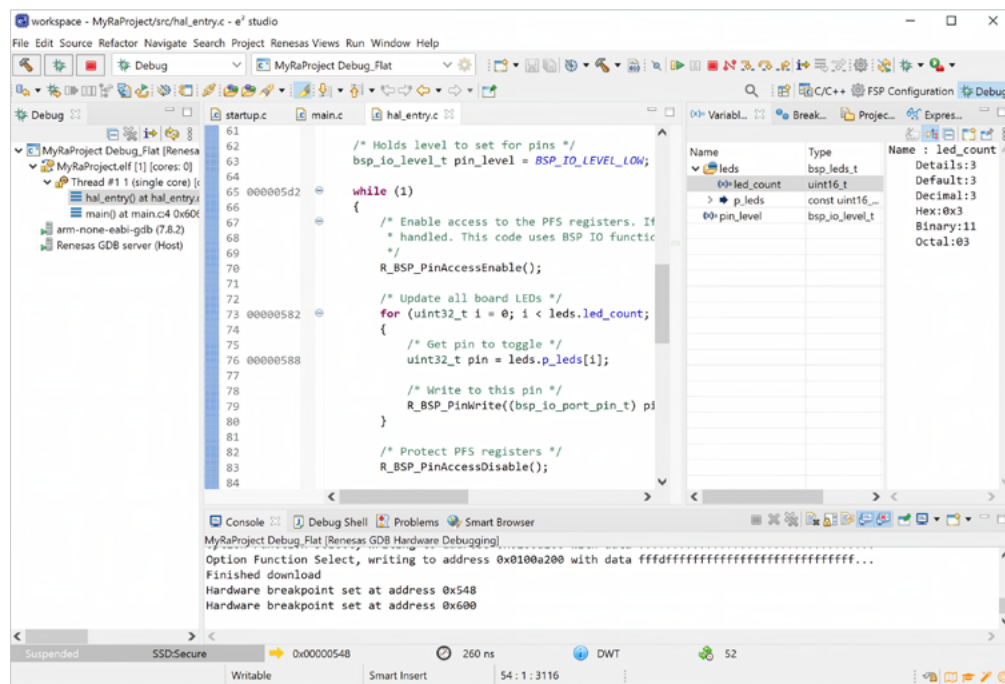 workspace - MyRaProject/src/hal_entry.c - e² studio
File Edit Source Refactor Navigate Search Project Renesas Views Run Window Help
Debug
MyRaProject Debug_Flat
C/C++
FSP Configuration
Debug
Debug
MyRaProject Debug_Flat [Renesa
MyRaProject.elf [1] [cores: 0]
Thread #1 1 (single core) [c
hal_entry() at hal_entry.
main() at main.c:4 0x60
arm-none-eabi-gdb (7.8.2)
Renesas GDB server (Host)
startup.c
main.c
hal_entry.c
61
62 /* Holds level to set for pins */
63 bsp_io_level_t pin_level = BSP_IO_LEVEL_LOW;
64
65 000005d2 while (1)
66 {
67 /* Enable access to the PFS registers. If
68 * handled. This code uses BSP IO functio
69 */
70 R_BSP_PinAccessEnable();
71
72 /* Update all board LEDs */
73 00000582 for (uint32_t i = 0; i < leds.led_count;
74 {
75 /* Get pin to toggle */
76 00000588 uint32_t pin = leds.p_leds[i];
77
78 /* Write to this pin */
79 R_BSP_PinWrite((bsp_io_port_pin_t) pi
80 }
81
82 /* Protect PFS registers */
83 R_BSP_PinAccessDisable();
84
Variabl...
Break...
Projec...
Expres...
Name Type
leds bsp_leds_t
led_count uint16_t
p_leds const uint16_...
pin_level bsp_io_level_t
Name : led_count
Details:3
Default:3
Decimal:3
Hex:0x3
Binary:11
Octal:03
Console
Debug Shell
Problems
Smart Browser
MyRaProject Debug_Flat [Renesas GDB Hardware Debugging]
Option Function Select, writing to address 0x0100a200 with data fffdffffffffffffffffffffffffffff...
Finished download
Hardware breakpoint set at address 0x548
Hardware breakpoint set at address 0x600
Suspended
SSD:Secure
0x00000548
260 ns
DWT
52
Writable
Smart Insert
54 : 1 : 3116